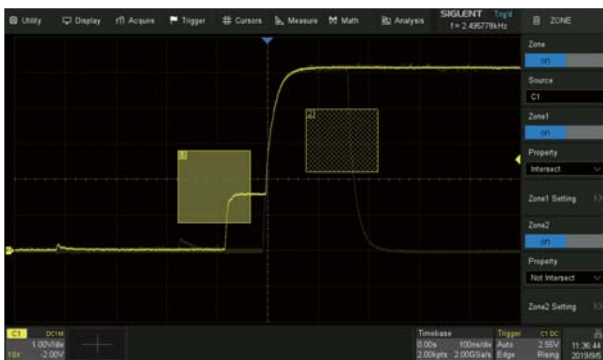 Utility Display Acquire Trigger Cursors Measure Math Analysis
SIGLENT Trig'd
f = 2.495778kHz
ZONE
Zone
on
Source
C1
Zone1
on
Property
Intersect
Zone1 Setting
Zone2
on
Property
Not Intersect
Zone2 Setting
1
2
C1 DC1M
1.00V/div
10X -2.00V
Timebase
0.00s 100ns/div
2.00kpts 2.00GSa/s
Trigger C1 DC
Auto 2.56V
Edge Rising
11:36:44